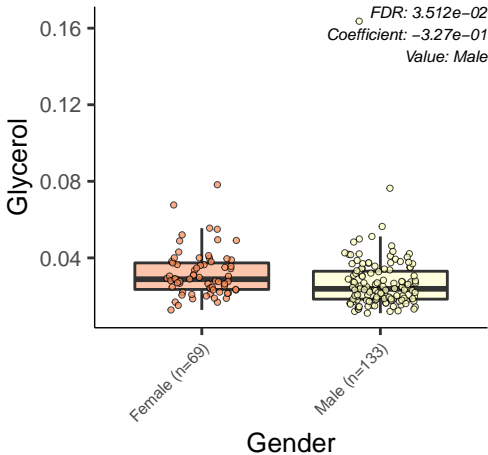 FDR: 3.512e−02
Coefficient: −3.27e−01
Value: Male
0.16
0.12
0.08
0.04
Glycerol
Female (n=69)
Male (n=133)
Gender